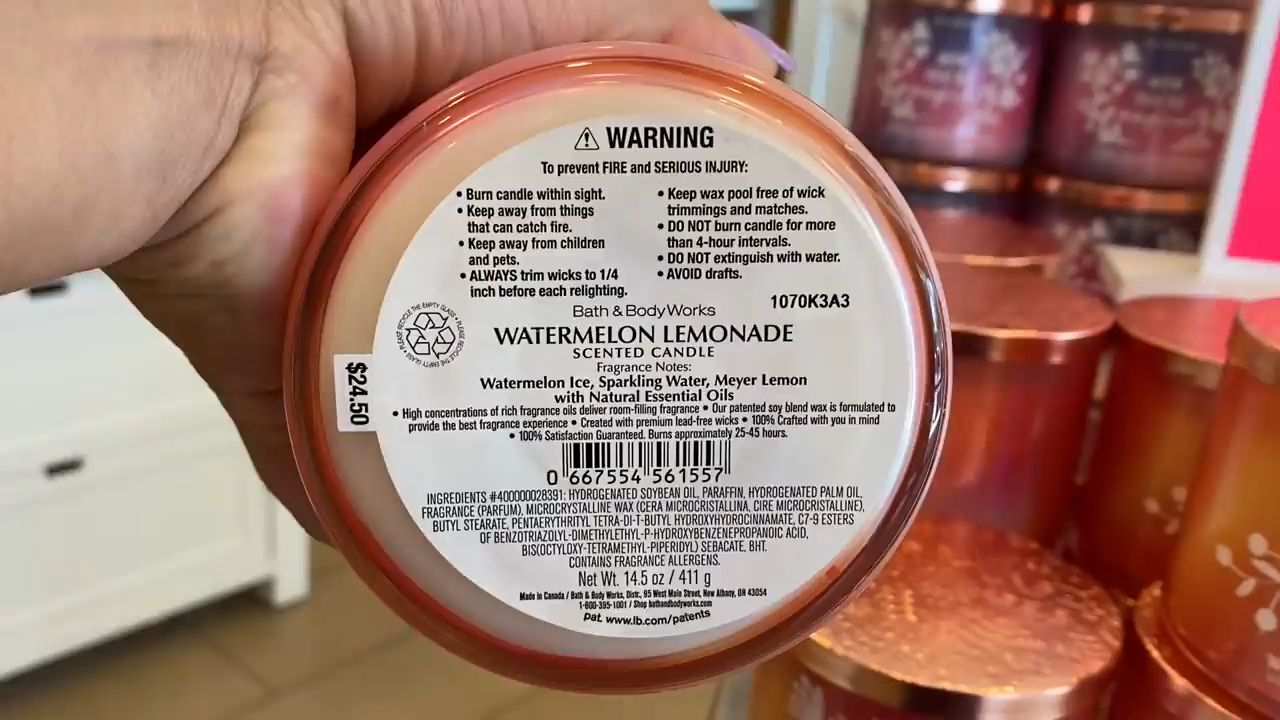 WARNING
To prevent FIRE and SERIOUS INJURY:
• Burn candle within sight.
• Keep away from things
that can catch fire.
• Keep away from children
and pets.
• ALWAYS trim wicks to 1/4
inch before each relighting.
• Keep wax pool free of wick
trimmings and matches.
• DO NOT burn candle for more
than 4-hour intervals.
• DO NOT extinguish with water.
• AVOID drafts.
1070K3A3
PLEASE RECYCLE THE EMPTY GLASS •
Bath & Body Works
WATERMELON LEMONADE
SCENTED CANDLE
Fragrance Notes:
Watermelon Ice, Sparkling Water, Meyer Lemon
with Natural Essential Oils
$24.50
• High concentrations of rich fragrance oils deliver room-filling fragrance • Our patented soy blend wax is formulated to
provide the best fragrance experience • Created with premium lead-free wicks • 100% Crafted with you in mind
• 100% Satisfaction Guaranteed. Burns approximately 25-45 hours.
0 667554 561557
INGREDIENTS #400000028391: HYDROGENATED SOYBEAN OIL, PARAFFIN, HYDROGENATED PALM OIL,
FRAGRANCE (PARFUM), MICROCRYSTALLINE WAX (CERA MICROCRISTALLINA, CIRE MICROCRISTALLINE),
BUTYL STEARATE, PENTAERYTHRITYL TETRA-DI-T-BUTYL HYDROXYHYDROCINNAMATE, C7-9 ESTERS
OF BENZOTRIAZOLYL-DIMETHYLETHYL-P-HYDROXYBENZENEPROPANOIC ACID,
BIS(OCTYLOXY-TETRAMETHYL-PIPERIDYL) SEBACATE, BHT.
CONTAINS FRAGRANCE ALLERGENS.
Net Wt. 14.5 oz / 411 g
Made in Canada / Bath & Body Works, Distr., 95 West Main Street, New Albany, OH 43054
1-800-395-1001 / Shop bathandbodyworks.com
pat. www.lb.com/patents